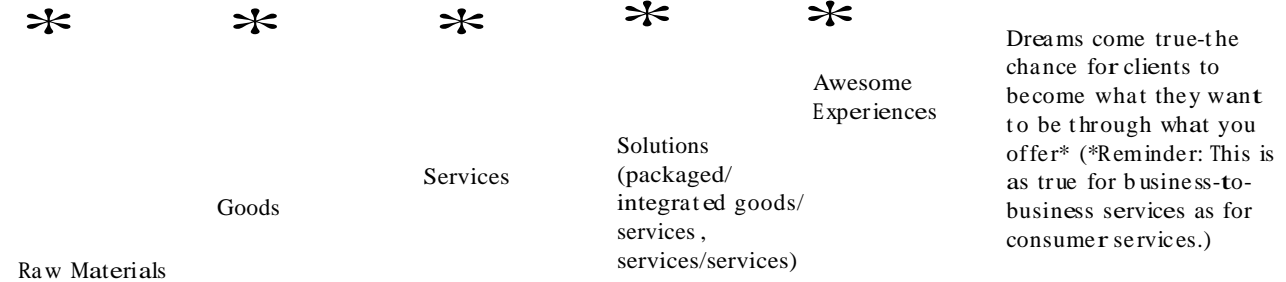 * * * * *
Raw Materials
Goods
Services
Solutions
(packaged/
integrated goods/
services,
services/services)
Awesome
Experiences
Dreams come true-the
chance for clients to
become what they want
to be through what you
offer* (*Reminder: This is
as true for business-to-
business services as for
consumer services.)